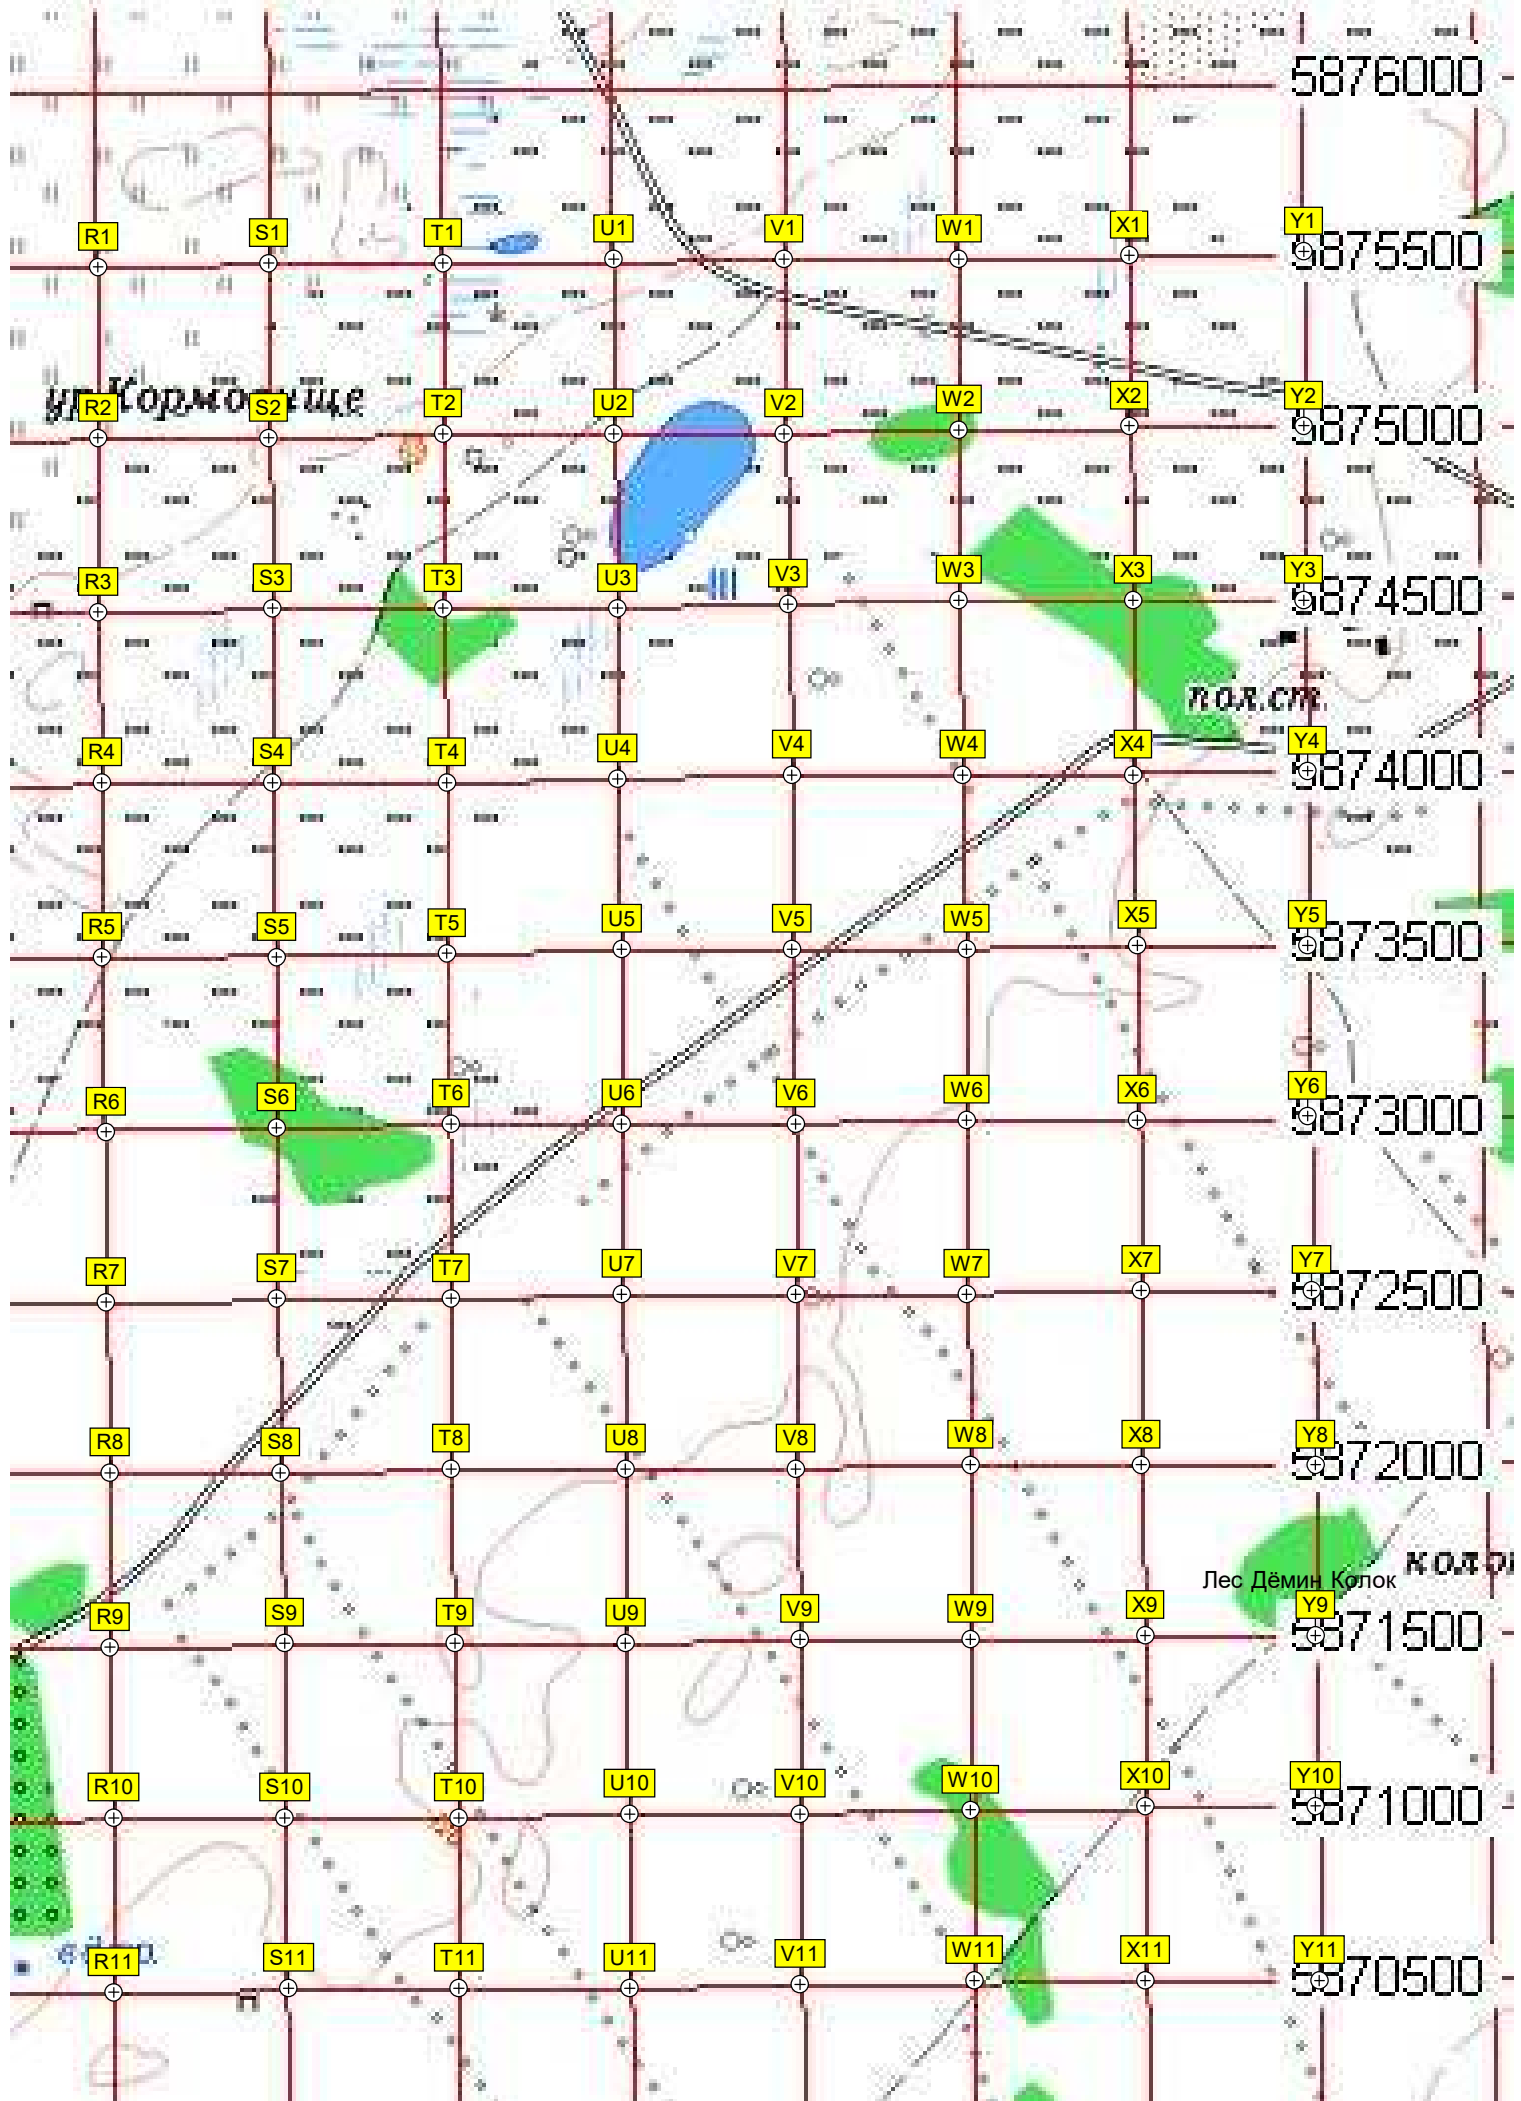 5876000
R1 S1 T1 U1 V1 W1 X1 Y1
5875500
R2 S2 T2 U2 V2 W2 X2 Y2
5875000
R3 S3 T3 U3 V3 W3 X3 Y3
5874500
пол.ст.
R4 S4 T4 U4 V4 W4 X4 Y4
5874000
R5 S5 T5 U5 V5 W5 X5 Y5
5873500
R6 S6 T6 U6 V6 W6 X6 Y6
5873000
R7 S7 T7 U7 V7 W7 X7 Y7
5872500
R8 S8 T8 U8 V8 W8 X8 Y8
5872000
Лес Дёмин Колок
R9 S9 T9 U9 V9 W9 X9 Y9
5871500
R10 S10 T10 U10 V10 W10 X10 Y10
5871000
R11 S11 T11 U11 V11 W11 X11 Y11
5870500